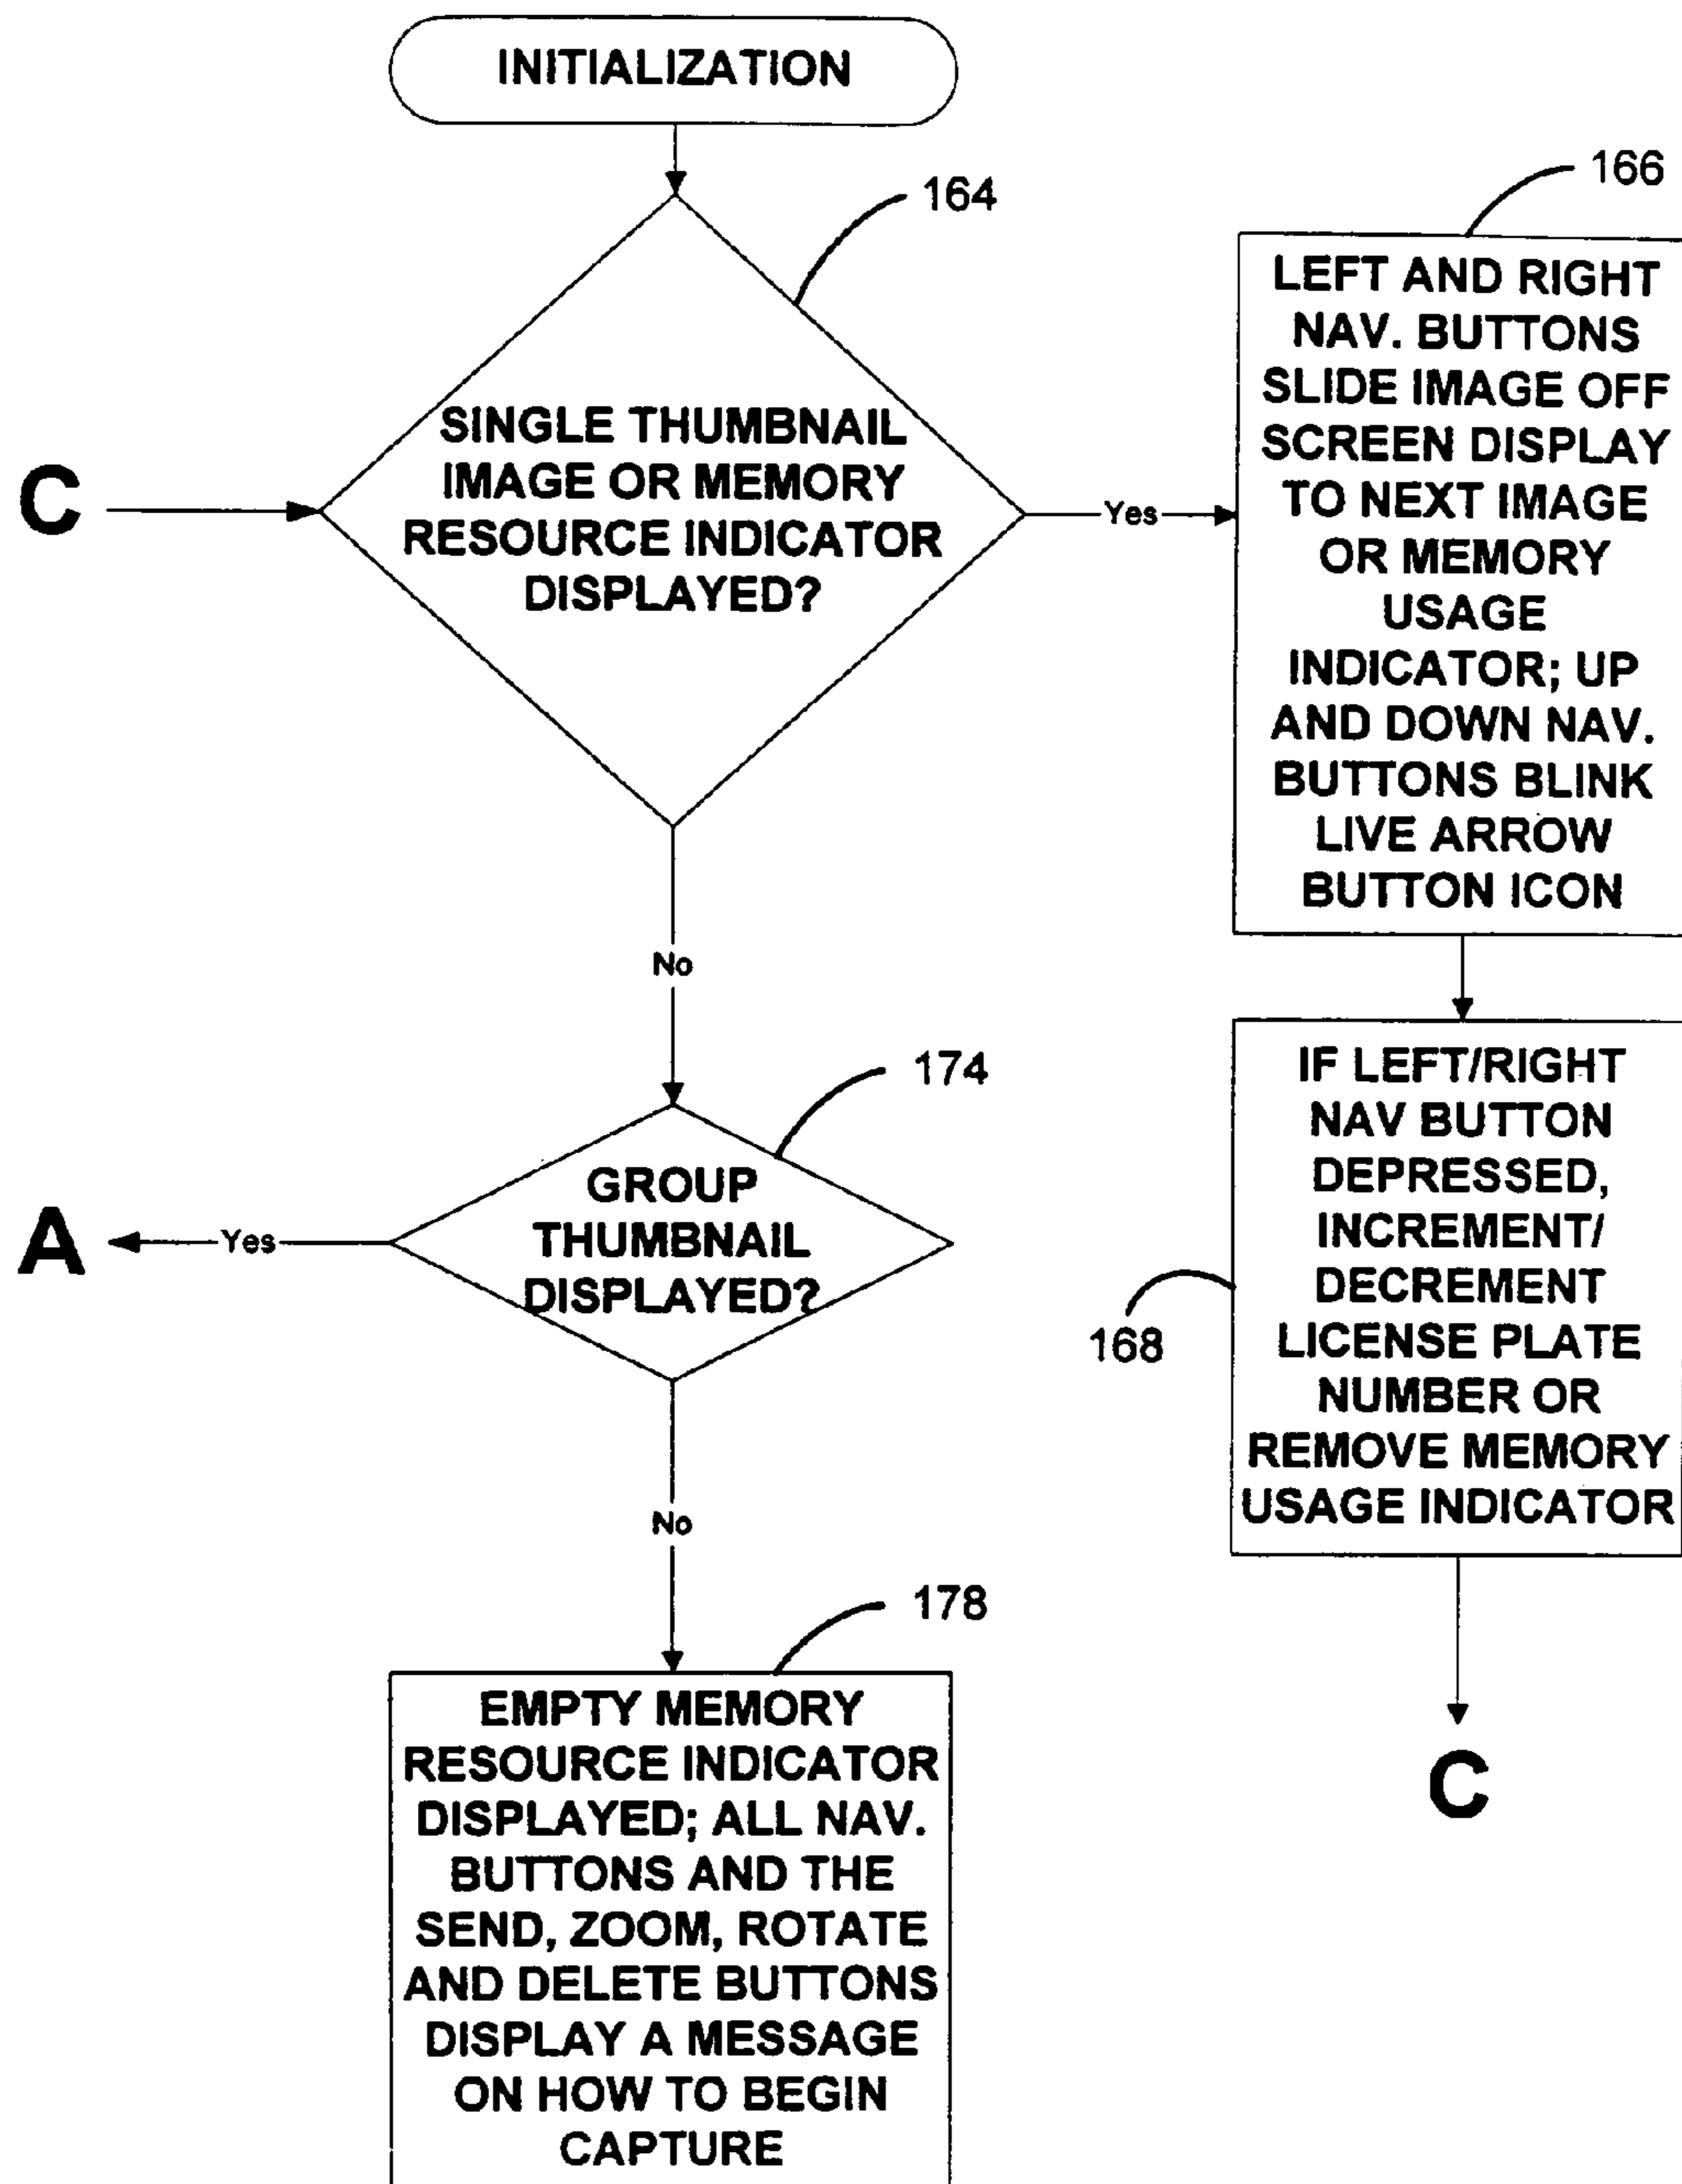 INITIALIZATION
164
SINGLE THUMBNAIL
IMAGE OR MEMORY
RESOURCE INDICATOR
DISPLAYED?
C
Yes
166
LEFT AND RIGHT
NAV. BUTTONS
SLIDE IMAGE OFF
SCREEN DISPLAY
TO NEXT IMAGE
OR MEMORY
USAGE
INDICATOR; UP
AND DOWN NAV.
BUTTONS BLINK
LIVE ARROW
BUTTON ICON
No
174
GROUP
THUMBNAIL
DISPLAYED?
A
Yes
168
IF LEFT/RIGHT
NAV BUTTON
DEPRESSED,
INCREMENT/
DECREMENT
LICENSE PLATE
NUMBER OR
REMOVE MEMORY
USAGE INDICATOR
C
No
178
EMPTY MEMORY
RESOURCE INDICATOR
DISPLAYED; ALL NAV.
BUTTONS AND THE
SEND, ZOOM, ROTATE
AND DELETE BUTTONS
DISPLAY A MESSAGE
ON HOW TO BEGIN
CAPTURE